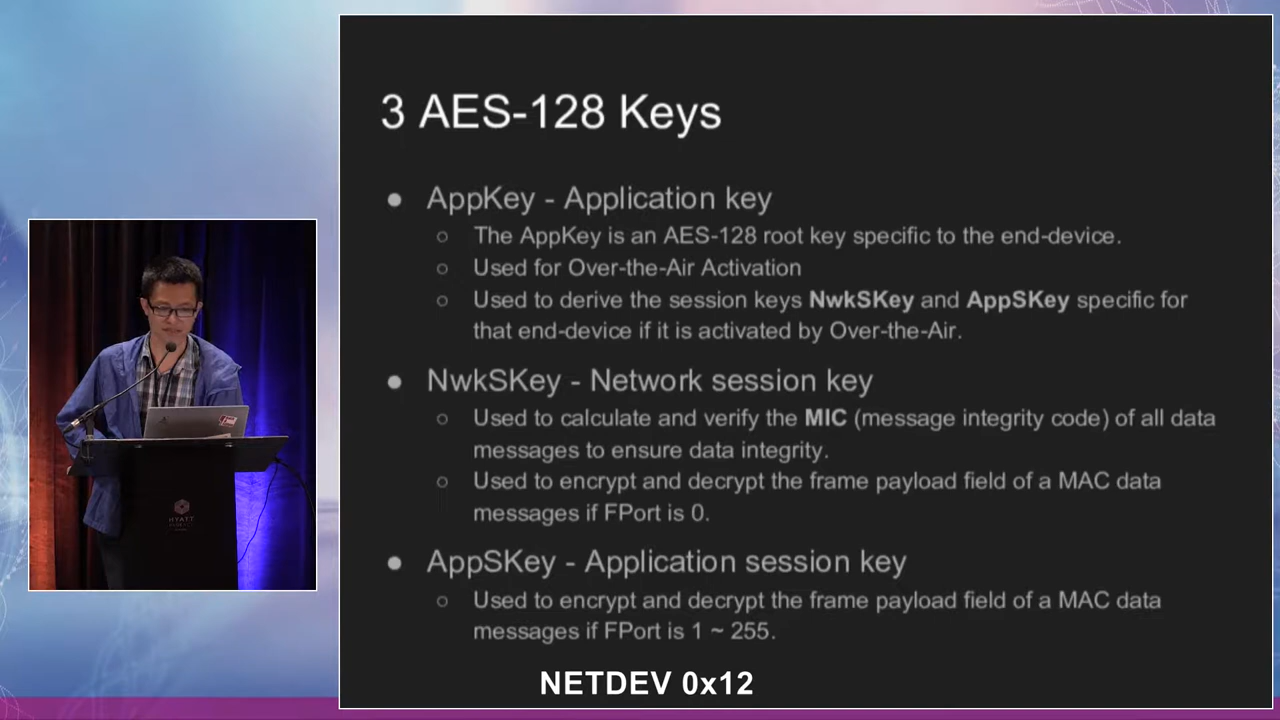 3 AES-128 Keys
● AppKey - Application key
○ The AppKey is an AES-128 root key specific to the end-device.
○ Used for Over-the-Air Activation
○ Used to derive the session keys NwkSKey and AppSKey specific for
that end-device if it is activated by Over-the-Air.
● NwkSKey - Network session key
○ Used to calculate and verify the MIC (message integrity code) of all data
messages to ensure data integrity.
○ Used to encrypt and decrypt the frame payload field of a MAC data
messages if FPort is 0.
● AppSKey - Application session key
○ Used to encrypt and decrypt the frame payload field of a MAC data
messages if FPort is 1 ~ 255.
NETDEV 0x12
HYATT